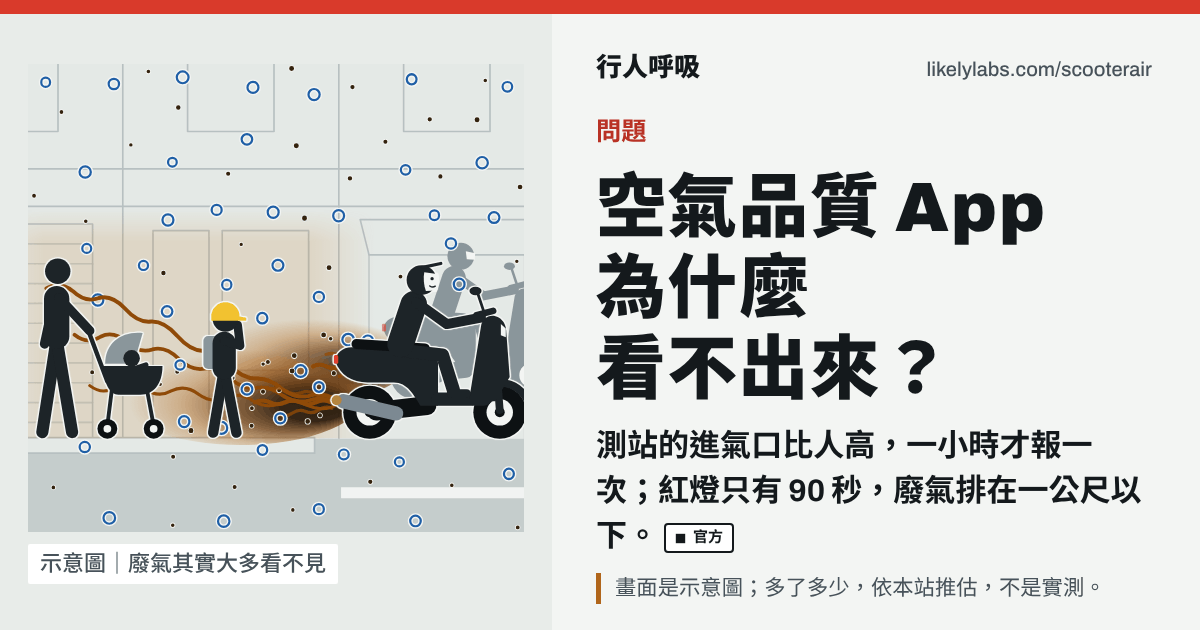 行人呼吸
likelylabs.com/scooterair
問題
空氣品質 App
為什麼
看不出來？
測站的進氣口比人高，一小時才報一
次；紅燈只有 90 秒，廢氣排在一公尺以
下。 ■ 官方
畫面是示意圖；多了多少，依本站推估，不是實測。
示意圖｜廢氣其實大多看不見